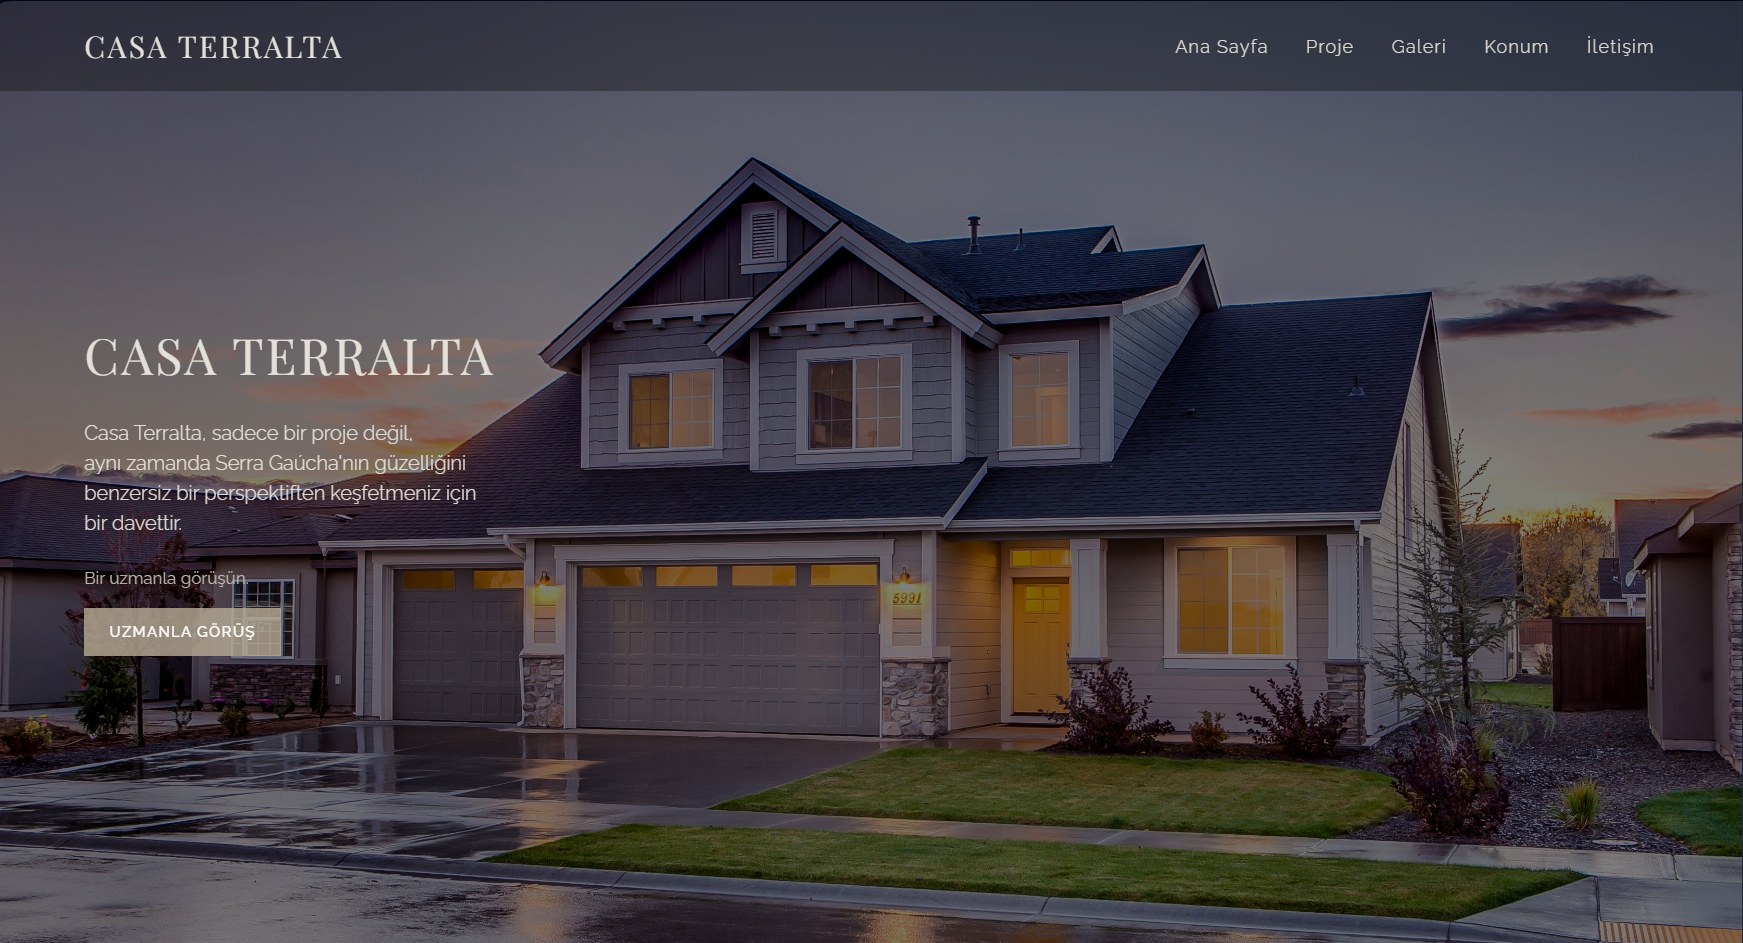 CASA TERRALTA
Ana Sayfa Proje Galeri Konum İletişim
CASA TERRALTA
Casa Terralta, sadece bir proje değil,
aynı zamanda Serra Gaúcha'nın güzelliğini
benzersiz bir perspektiften keşfetmeniz için
bir davettir.
Bir uzmanla görüşün.
UZMANLA GÖRÜŞ
5991